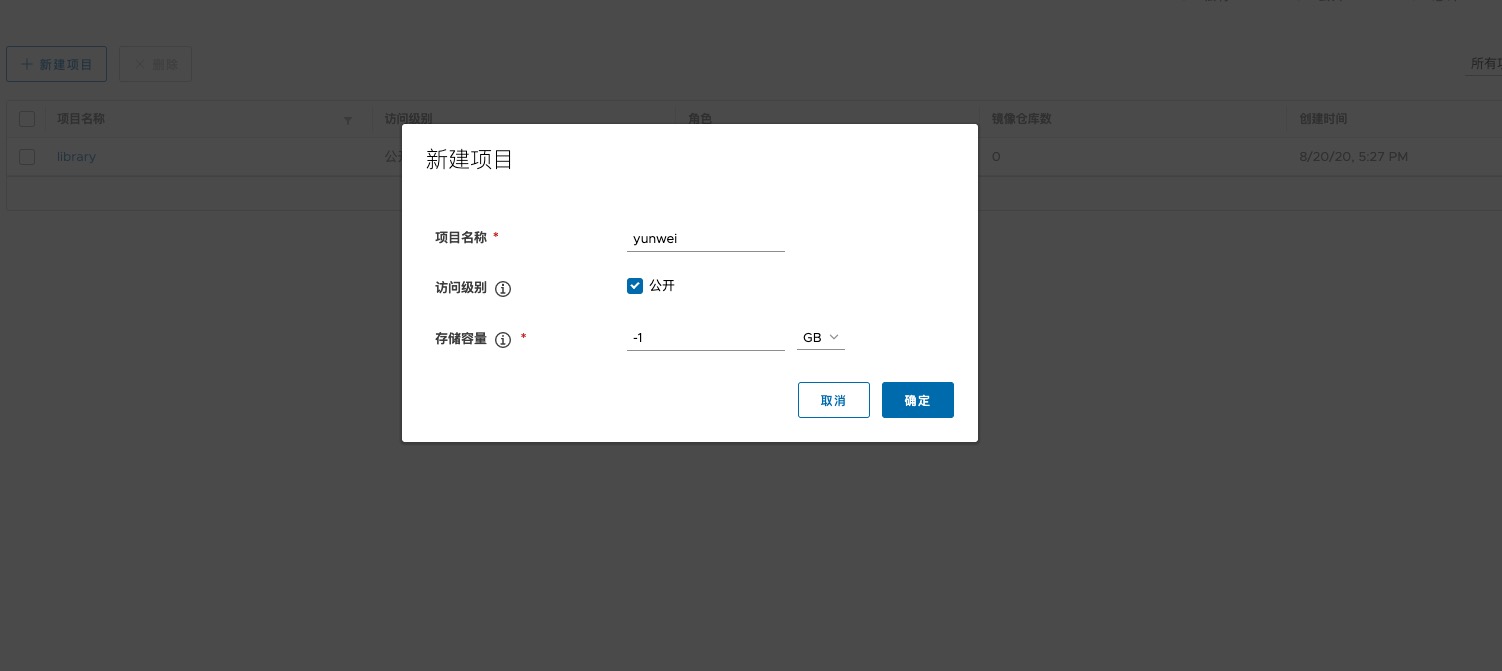 + 新建项目
× 删除
所有项
项目名称
访问级别
角色
镜像仓库数
创建时间
library
公开
0
8/20/20, 5:27 PM
新建项目
项目名称 *
yunwei
访问级别
公开
存储容量 *
-1
GB
取消
确定